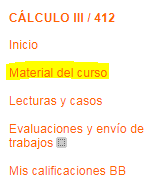 CÁLCULO III / 412
Inicio
Material del curso
Lecturas y casos
Evaluaciones y envío de
trabajos
Mis calificaciones BB